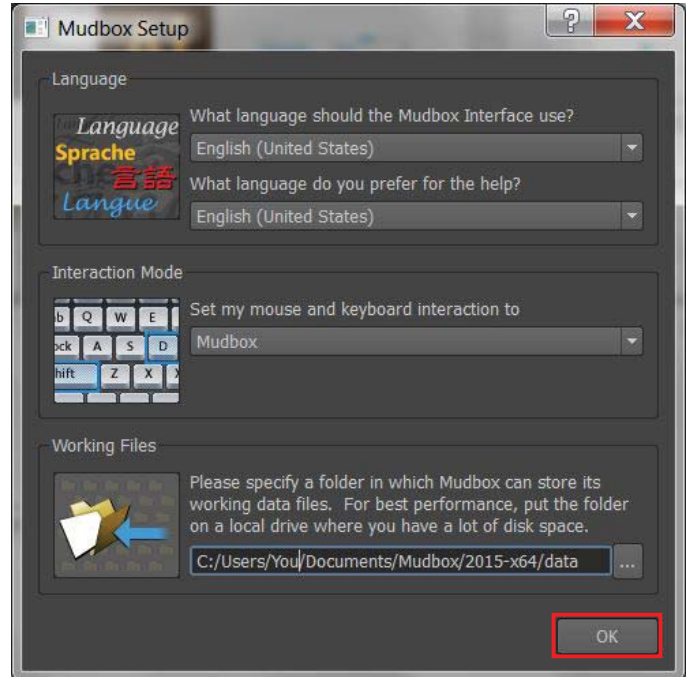 Mudbox Setup
Language
Language
Sprache
言語
Langue
What language should the Mudbox Interface use?
English (United States)
What language do you prefer for the help?
English (United States)
Interaction Mode
Q W E
ock A S D
hift Z X
Set my mouse and keyboard interaction to
Mudbox
Working Files
Please specify a folder in which Mudbox can store its
working data files. For best performance, put the folder
on a local drive where you have a lot of disk space.
C:/Users/You/Documents/Mudbox/2015-x64/data
...
OK